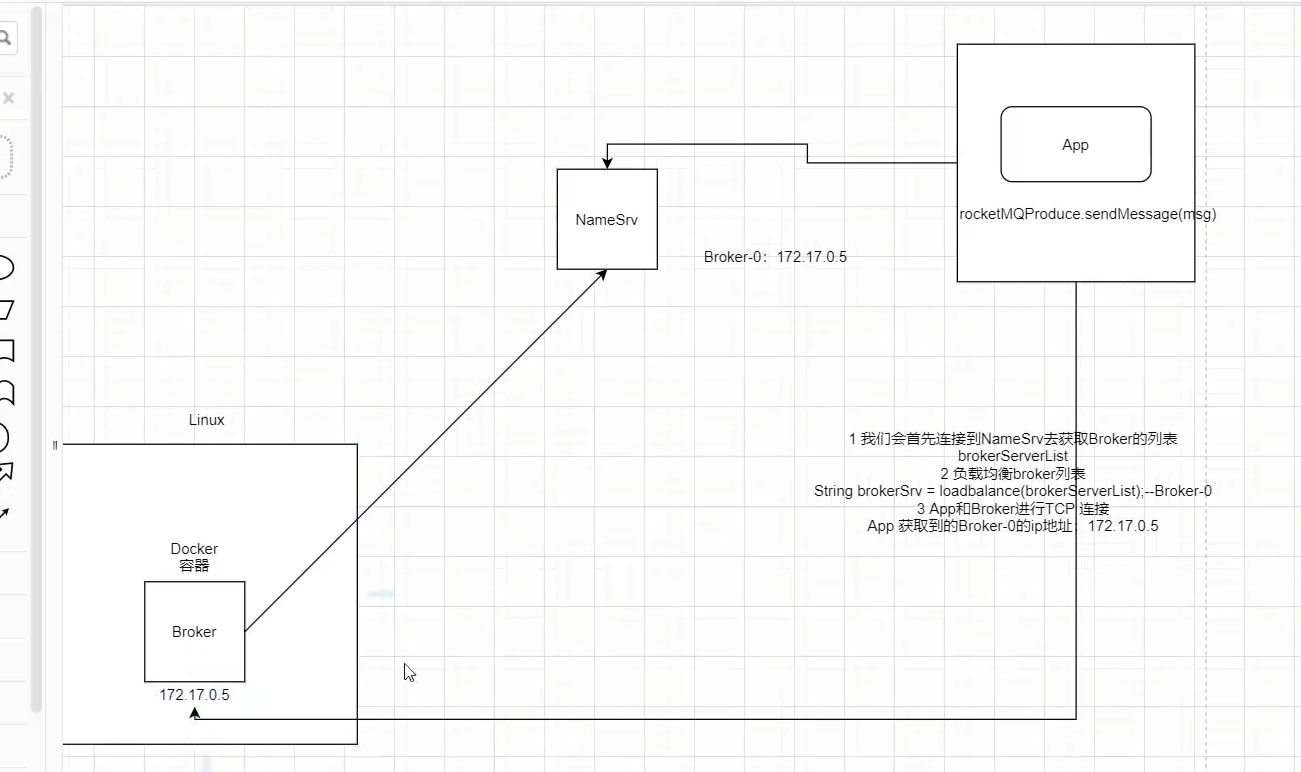 App
rocketMQProduce.sendMessage(msg)
NameSrv
Broker-0：172.17.0.5
Linux
1 我们会首先连接到NameSrv去获取Broker的列表
brokerServerList
2 负载均衡broker列表
String brokerSrv = loadbalance(brokerServerList);--Broker-0
3 App和Broker进行TCP 连接
App 获取到的Broker-0的ip地址：172.17.0.5
Docker
容器
Broker
172.17.0.5